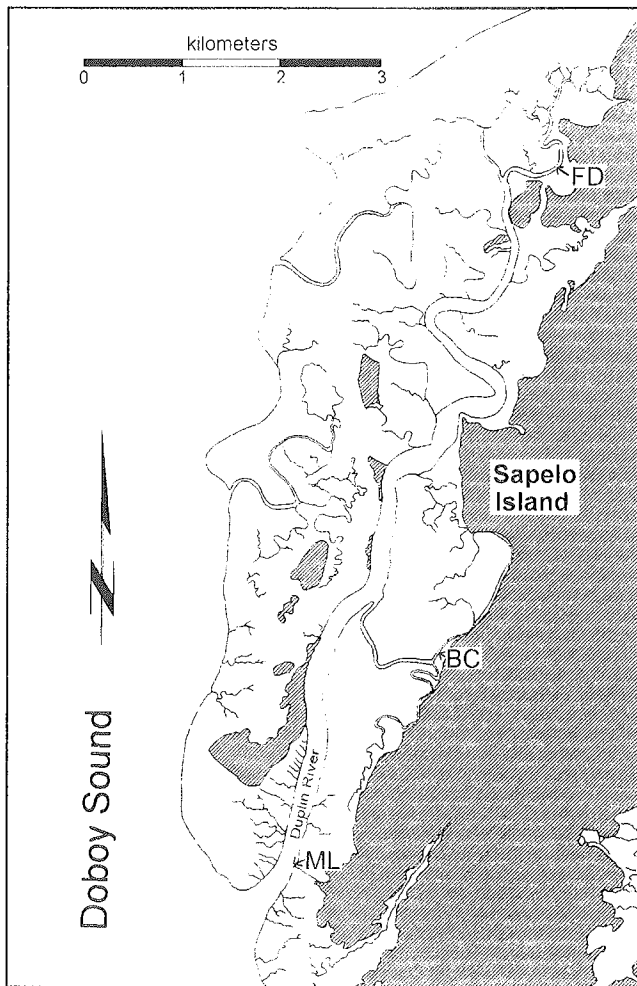 kilometers
0 1 2 3
FD
Sapelo
Island
BC
Duplin River
ML
Doboy Sound
N